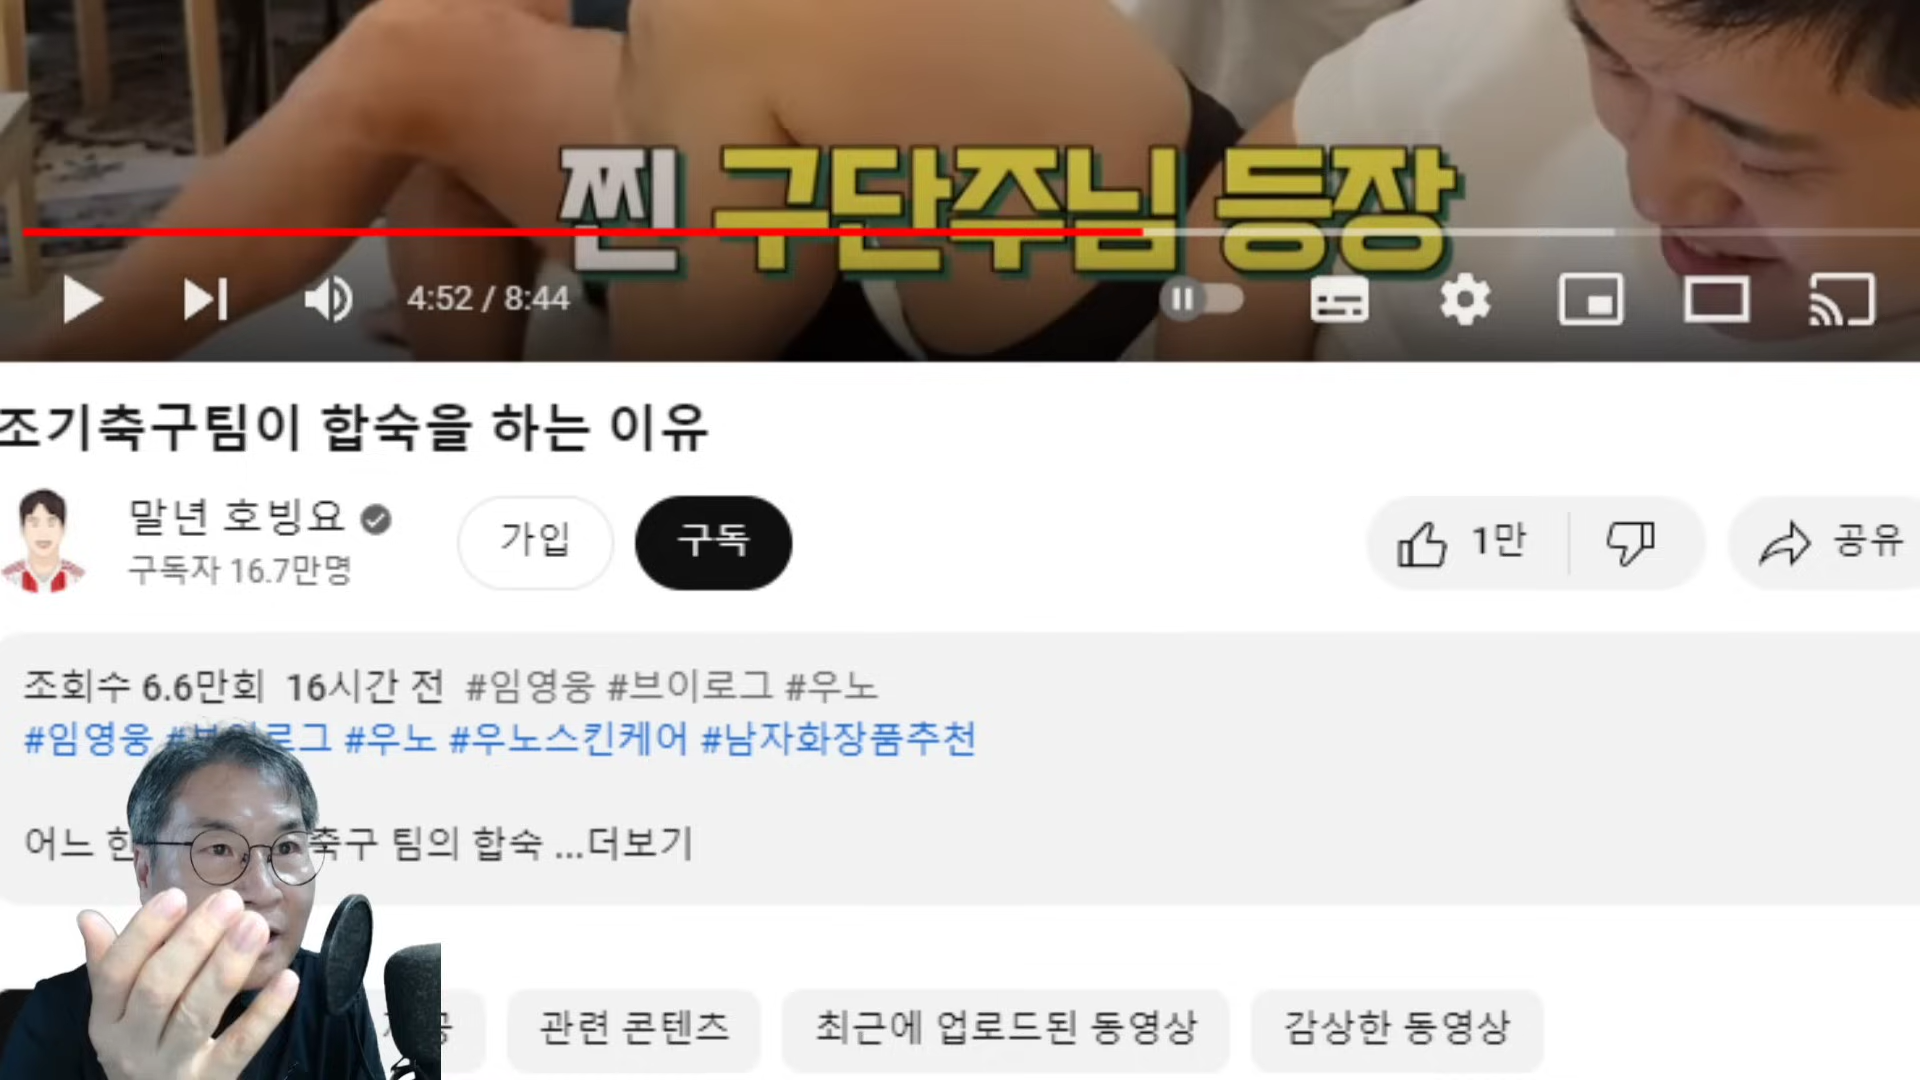 찐 구단주님 등장
4:52 / 8:44
조기축구팀이 합숙을 하는 이유
말년 호빙요
구독자 16.7만명
가입
구독
1만
공유
조회수 6.6만회 16시간 전 #임영웅 #브이로그 #우노
#임영웅 #브이로그 #우노 #우노스킨케어 #남자화장품추천
어느 한 축구 팀의 합숙 ...더보기
관련 콘텐츠
최근에 업로드된 동영상
감상한 동영상